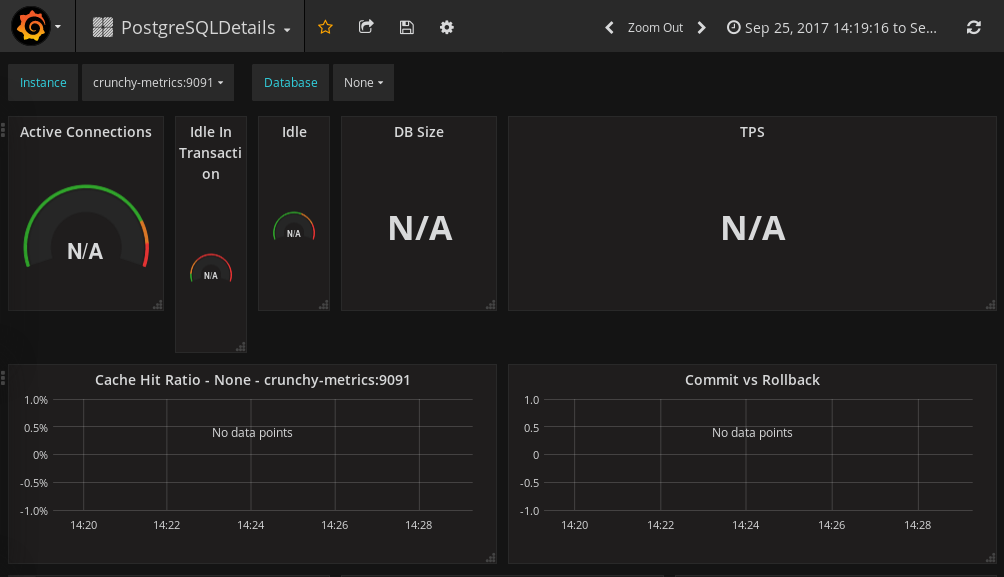 PostgreSQLDetails
Zoom Out
Sep 25, 2017 14:19:16 to Se...
Instance
crunchy-metrics:9091
Database
None
Active Connections
N/A
Idle In
Transacti
on
N/A
Idle
N/A
DB Size
N/A
TPS
N/A
Cache Hit Ratio - None - crunchy-metrics:9091
1.0%
0.5%
0%
-0.5%
-1.0%
No data points
14:20 14:22 14:24 14:26 14:28
Commit vs Rollback
1.0
0.5
0
-0.5
-1.0
No data points
14:20 14:22 14:24 14:26 14:28